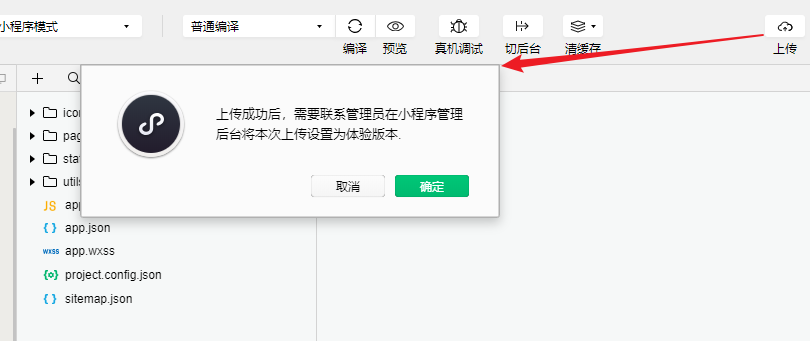 小程序模式
普通编译
编译
预览
真机调试
切后台
清缓存
上传
上传成功后，需要联系管理员在小程序管理
后台将本次上传设置为体验版本.
取消
确定
icon
pag
stat
utils
JS
app
{ } app.json
wxss app.wxss
{o} project.config.json
{ } sitemap.json